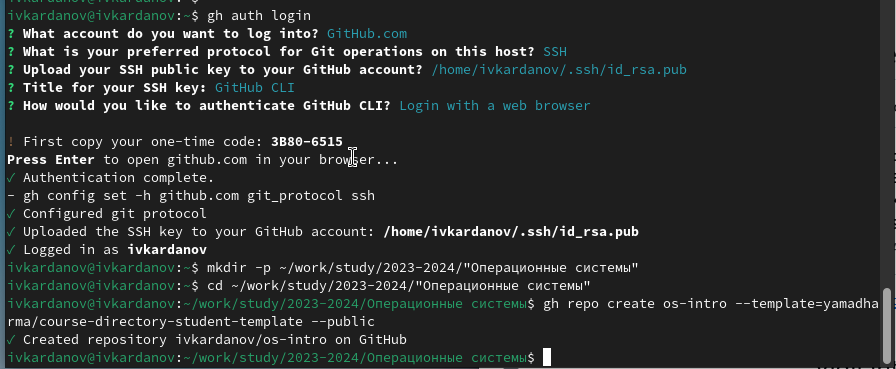 ivkardanov@ivkardanov:~$ gh auth login
? What account do you want to log into? GitHub.com
? What is your preferred protocol for Git operations on this host? SSH
? Upload your SSH public key to your GitHub account? /home/ivkardanov/.ssh/id_rsa.pub
? Title for your SSH key: GitHub CLI
? How would you like to authenticate GitHub CLI? Login with a web browser
! First copy your one-time code: 3B80-6515
Press Enter to open github.com in your browser...
✓ Authentication complete.
- gh config set -h github.com git_protocol ssh
✓ Configured git protocol
✓ Uploaded the SSH key to your GitHub account: /home/ivkardanov/.ssh/id_rsa.pub
✓ Logged in as ivkardanov
ivkardanov@ivkardanov:~$ mkdir -p ~/work/study/2023-2024/"Операционные системы"
ivkardanov@ivkardanov:~$ cd ~/work/study/2023-2024/"Операционные системы"
ivkardanov@ivkardanov:~/work/study/2023-2024/Операционные системы$ gh repo create os-intro --template=yamadha
rma/course-directory-student-template --public
✓ Created repository ivkardanov/os-intro on GitHub
ivkardanov@ivkardanov:~/work/study/2023-2024/Операционные системы$